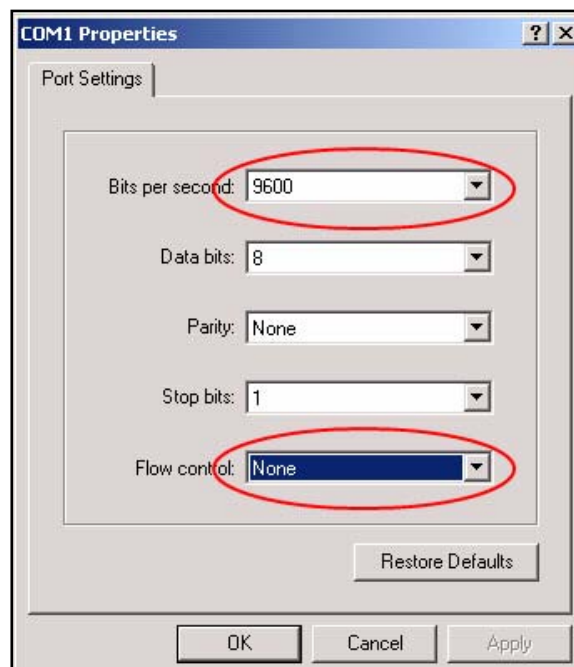 COM1 Properties
Port Settings
Bits per second: 9600
Data bits: 8
Parity: None
Stop bits: 1
Flow control: None
Restore Defaults
OK Cancel Apply